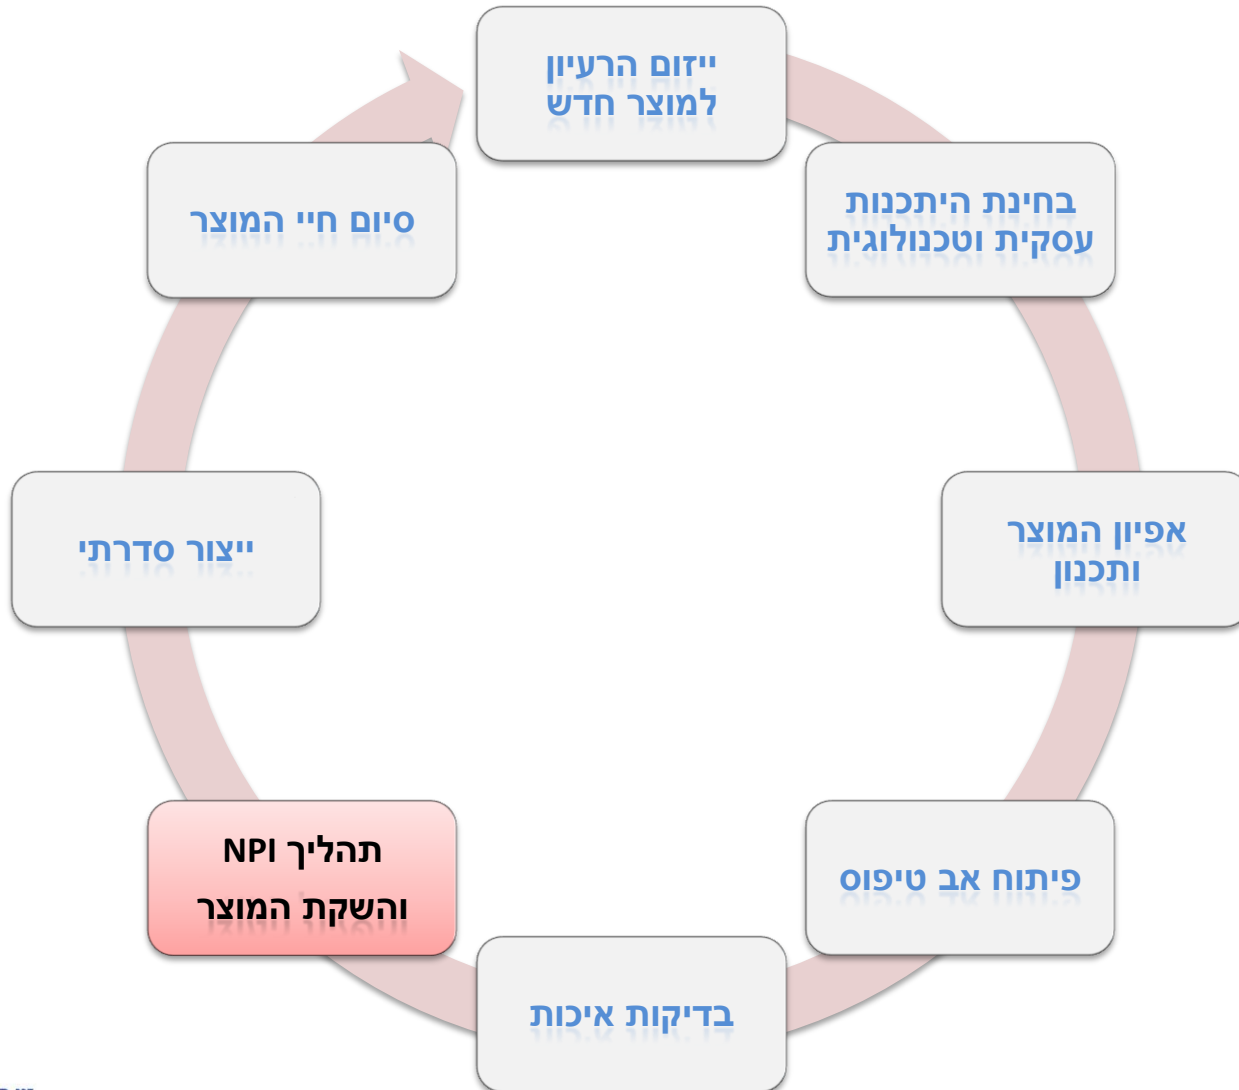 ייזום הרעיון
למוצר חדש
בחינת היתכנות
עסקית וטכנולוגית
אפיון המוצר
ותכנון
פיתוח אב טיפוס
בדיקות איכות
תהליך NPI
והשקת המוצר
ייצור סדרתי
סיום חיי המוצר